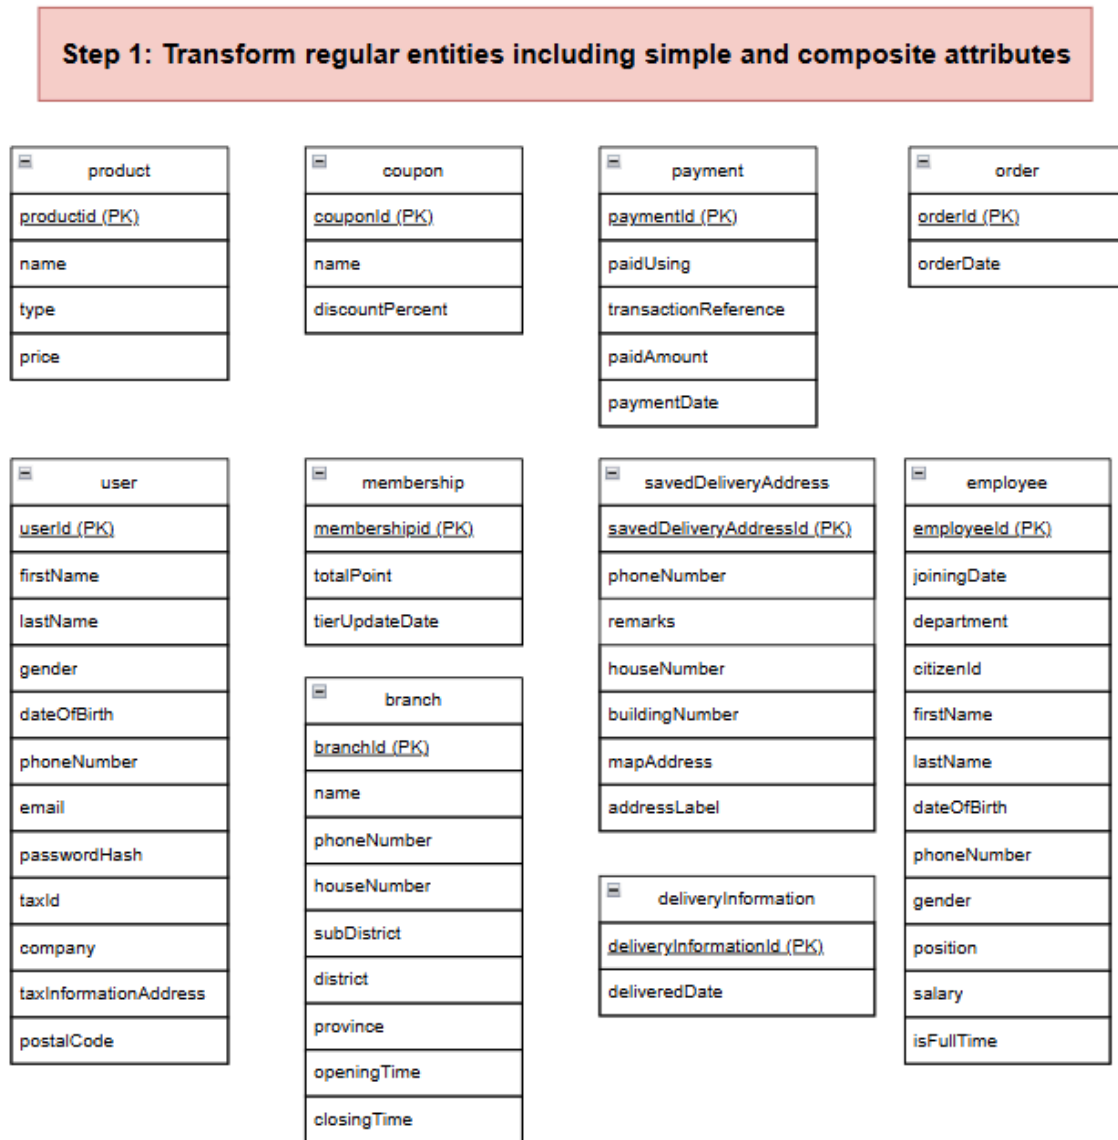 Step 1: Transform regular entities including simple and composite attributes
product
productid (PK)
name
type
price
coupon
couponId (PK)
name
discountPercent
payment
paymentId (PK)
paidUsing
transactionReference
paidAmount
paymentDate
order
orderId (PK)
orderDate
user
userId (PK)
firstName
lastName
gender
dateOfBirth
phoneNumber
email
passwordHash
taxId
company
taxInformationAddress
postalCode
membership
membershipid (PK)
totalPoint
tierUpdateDate
branch
branchId (PK)
name
phoneNumber
houseNumber
subDistrict
district
province
openingTime
closingTime
savedDeliveryAddress
savedDeliveryAddressId (PK)
phoneNumber
remarks
houseNumber
buildingNumber
mapAddress
addressLabel
deliveryInformation
deliveryInformationId (PK)
deliveredDate
employee
employeeId (PK)
joiningDate
department
citizenId
firstName
lastName
dateOfBirth
phoneNumber
gender
position
salary
isFullTime